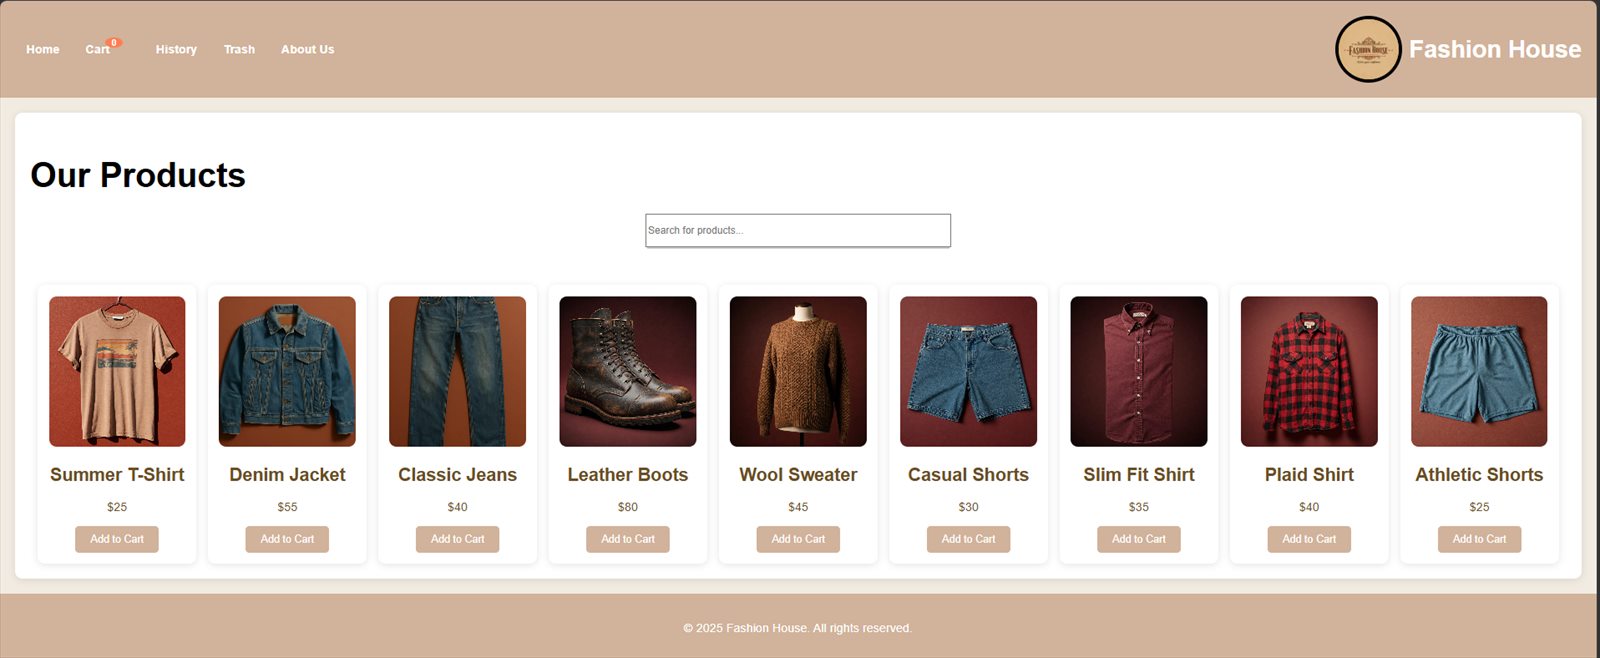 Home
Cart 0
History
Trash
About Us
FASHION HOUSE
Fashion House
Our Products
Search for products...
Summer T-Shirt
$25
Add to Cart
Denim Jacket
$55
Add to Cart
Classic Jeans
$40
Add to Cart
Leather Boots
$80
Add to Cart
Wool Sweater
$45
Add to Cart
Casual Shorts
$30
Add to Cart
Slim Fit Shirt
$35
Add to Cart
Plaid Shirt
$40
Add to Cart
Athletic Shorts
$25
Add to Cart
© 2025 Fashion House. All rights reserved.